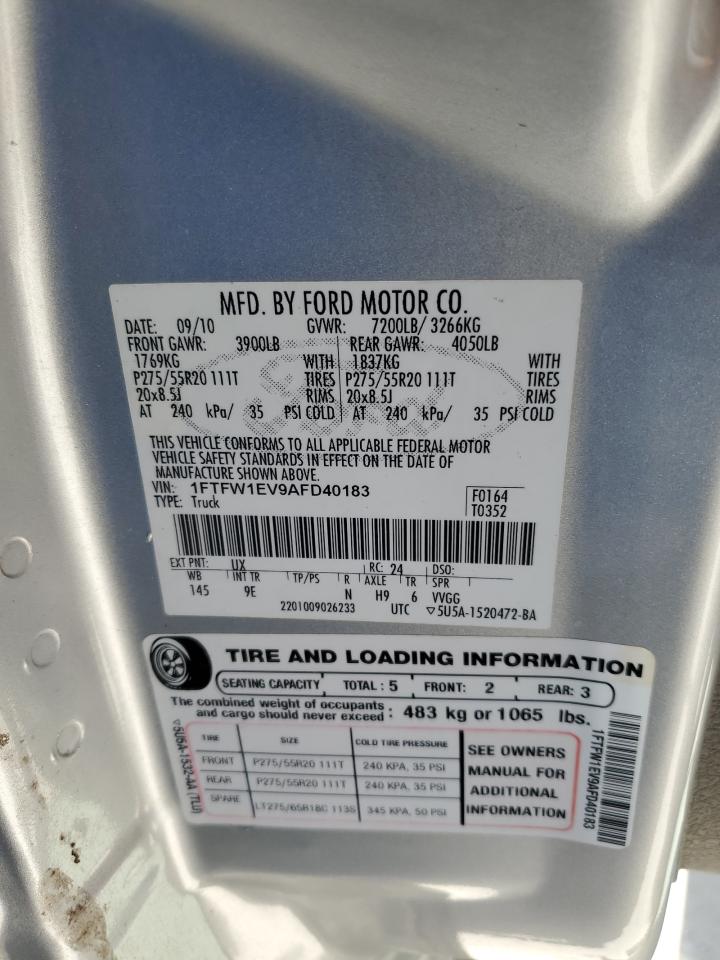 MFD. BY FORD MOTOR CO.
DATE: 09/10 GVWR: 7200LB/ 3266KG
FRONT GAWR: 3900LB REAR GAWR: 4050LB
1769KG WITH 1837KG WITH
P275/55R20 111T TIRES P275/55R20 111T TIRES
20x8.5J RIMS 20x8.5J RIMS
AT 240 kPa/ 35 PSI COLD AT 240 kPa/ 35 PSI COLD
THIS VEHICLE CONFORMS TO ALL APPLICABLE FEDERAL MOTOR
VEHICLE SAFETY STANDARDS IN EFFECT ON THE DATE OF
MANUFACTURE SHOWN ABOVE.
VIN: 1FTFW1EV9AFD40183 F0164
TYPE: Truck T0352
EXT PNT: UX RC: 24 DSO:
WB INT TR TP/PS R AXLE TR SPR
145 9E N H9 6 VVGG
2201009026233 UTC ▽5U5A-1520472-BA
TIRE AND LOADING INFORMATION
SEATING CAPACITY TOTAL : 5 FRONT: 2 REAR: 3
The combined weight of occupants
and cargo should never exceed : 483 kg or 1065 lbs.
TIRE SIZE COLD TIRE PRESSURE
FRONT P275/55R20 111T 240 KPA, 35 PSI
REAR P275/55R20 111T 240 KPA, 35 PSI
SPARE LT275/65R18C 113S 345 KPA, 50 PSI
SEE OWNERS
MANUAL FOR
ADDITIONAL
INFORMATION
▽5U5A-1532-AA (TLU)
1FTFW1EV9AFD40183